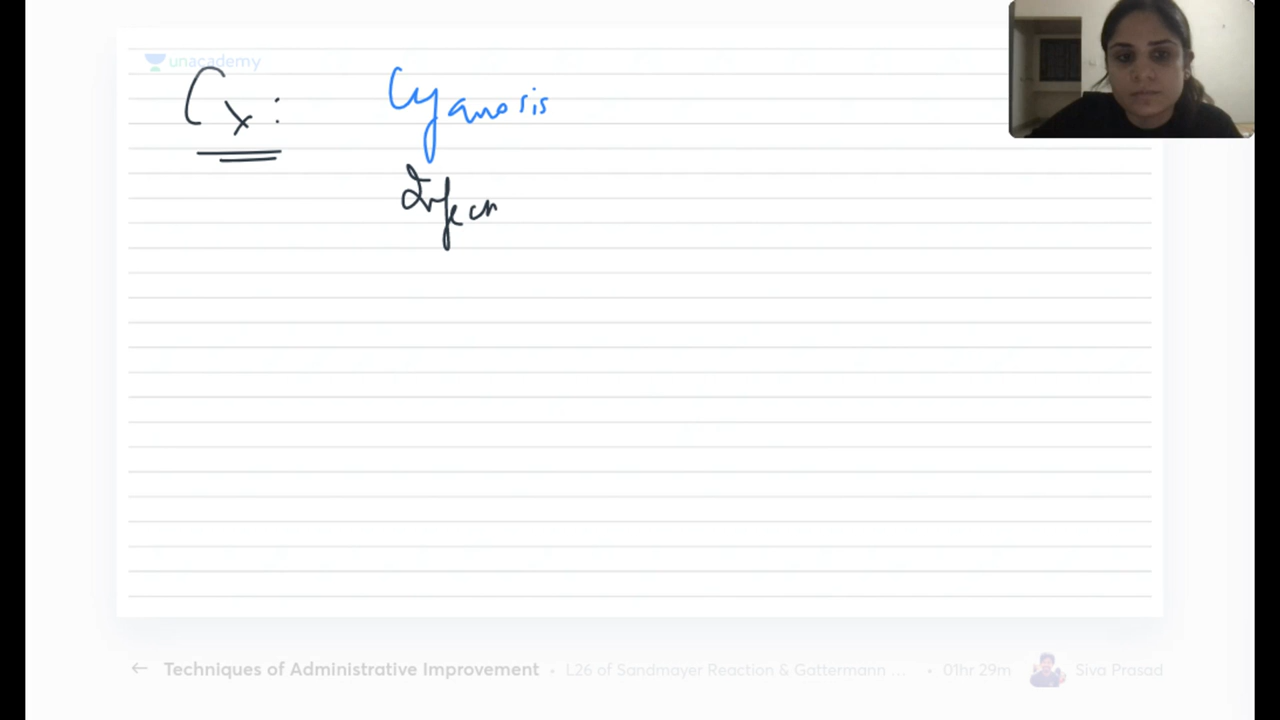 unacademy
Cx: Cyanosis
Infecn
Techniques of Administrative Improvement • L26 of Sandmayer Reaction & Gattermann ... • 01hr 29m Siva Prasad